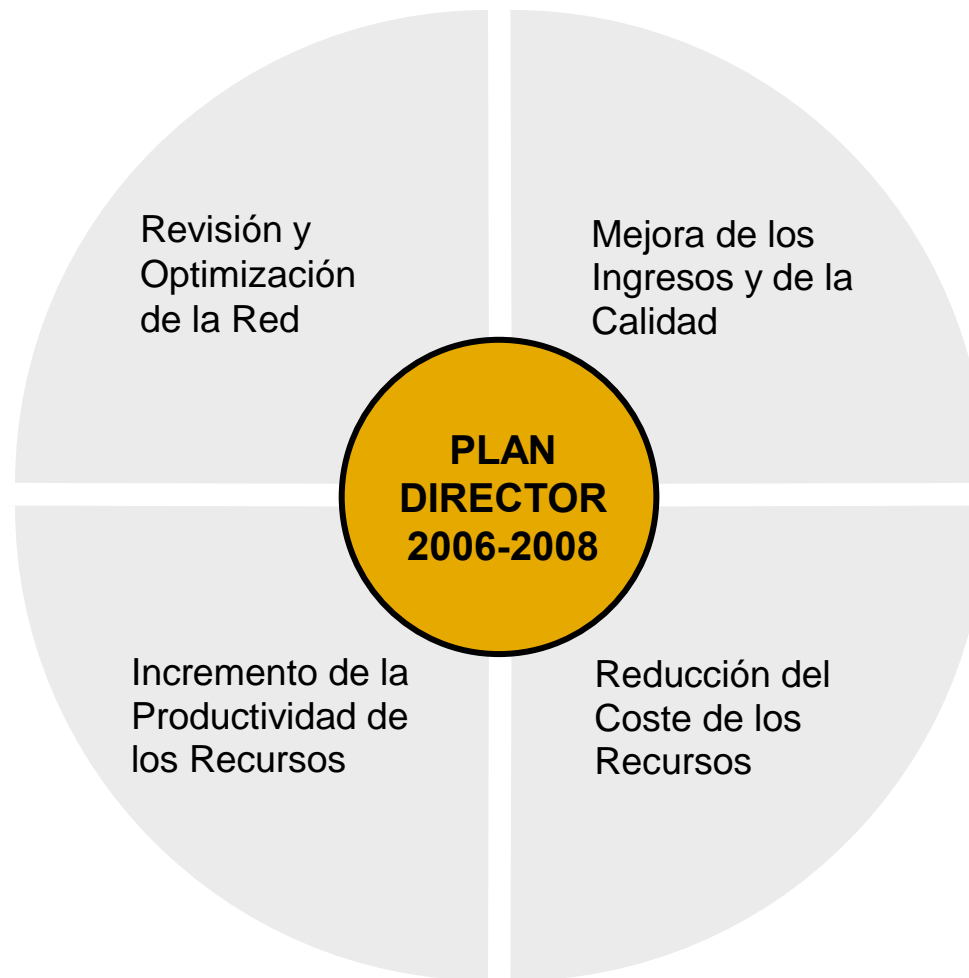 Revisión y
Optimización
de la Red
Mejora de los
Ingresos y de la
Calidad
PLAN
DIRECTOR
2006-2008
Incremento de la
Productividad de
los Recursos
Reducción del
Coste de los
Recursos